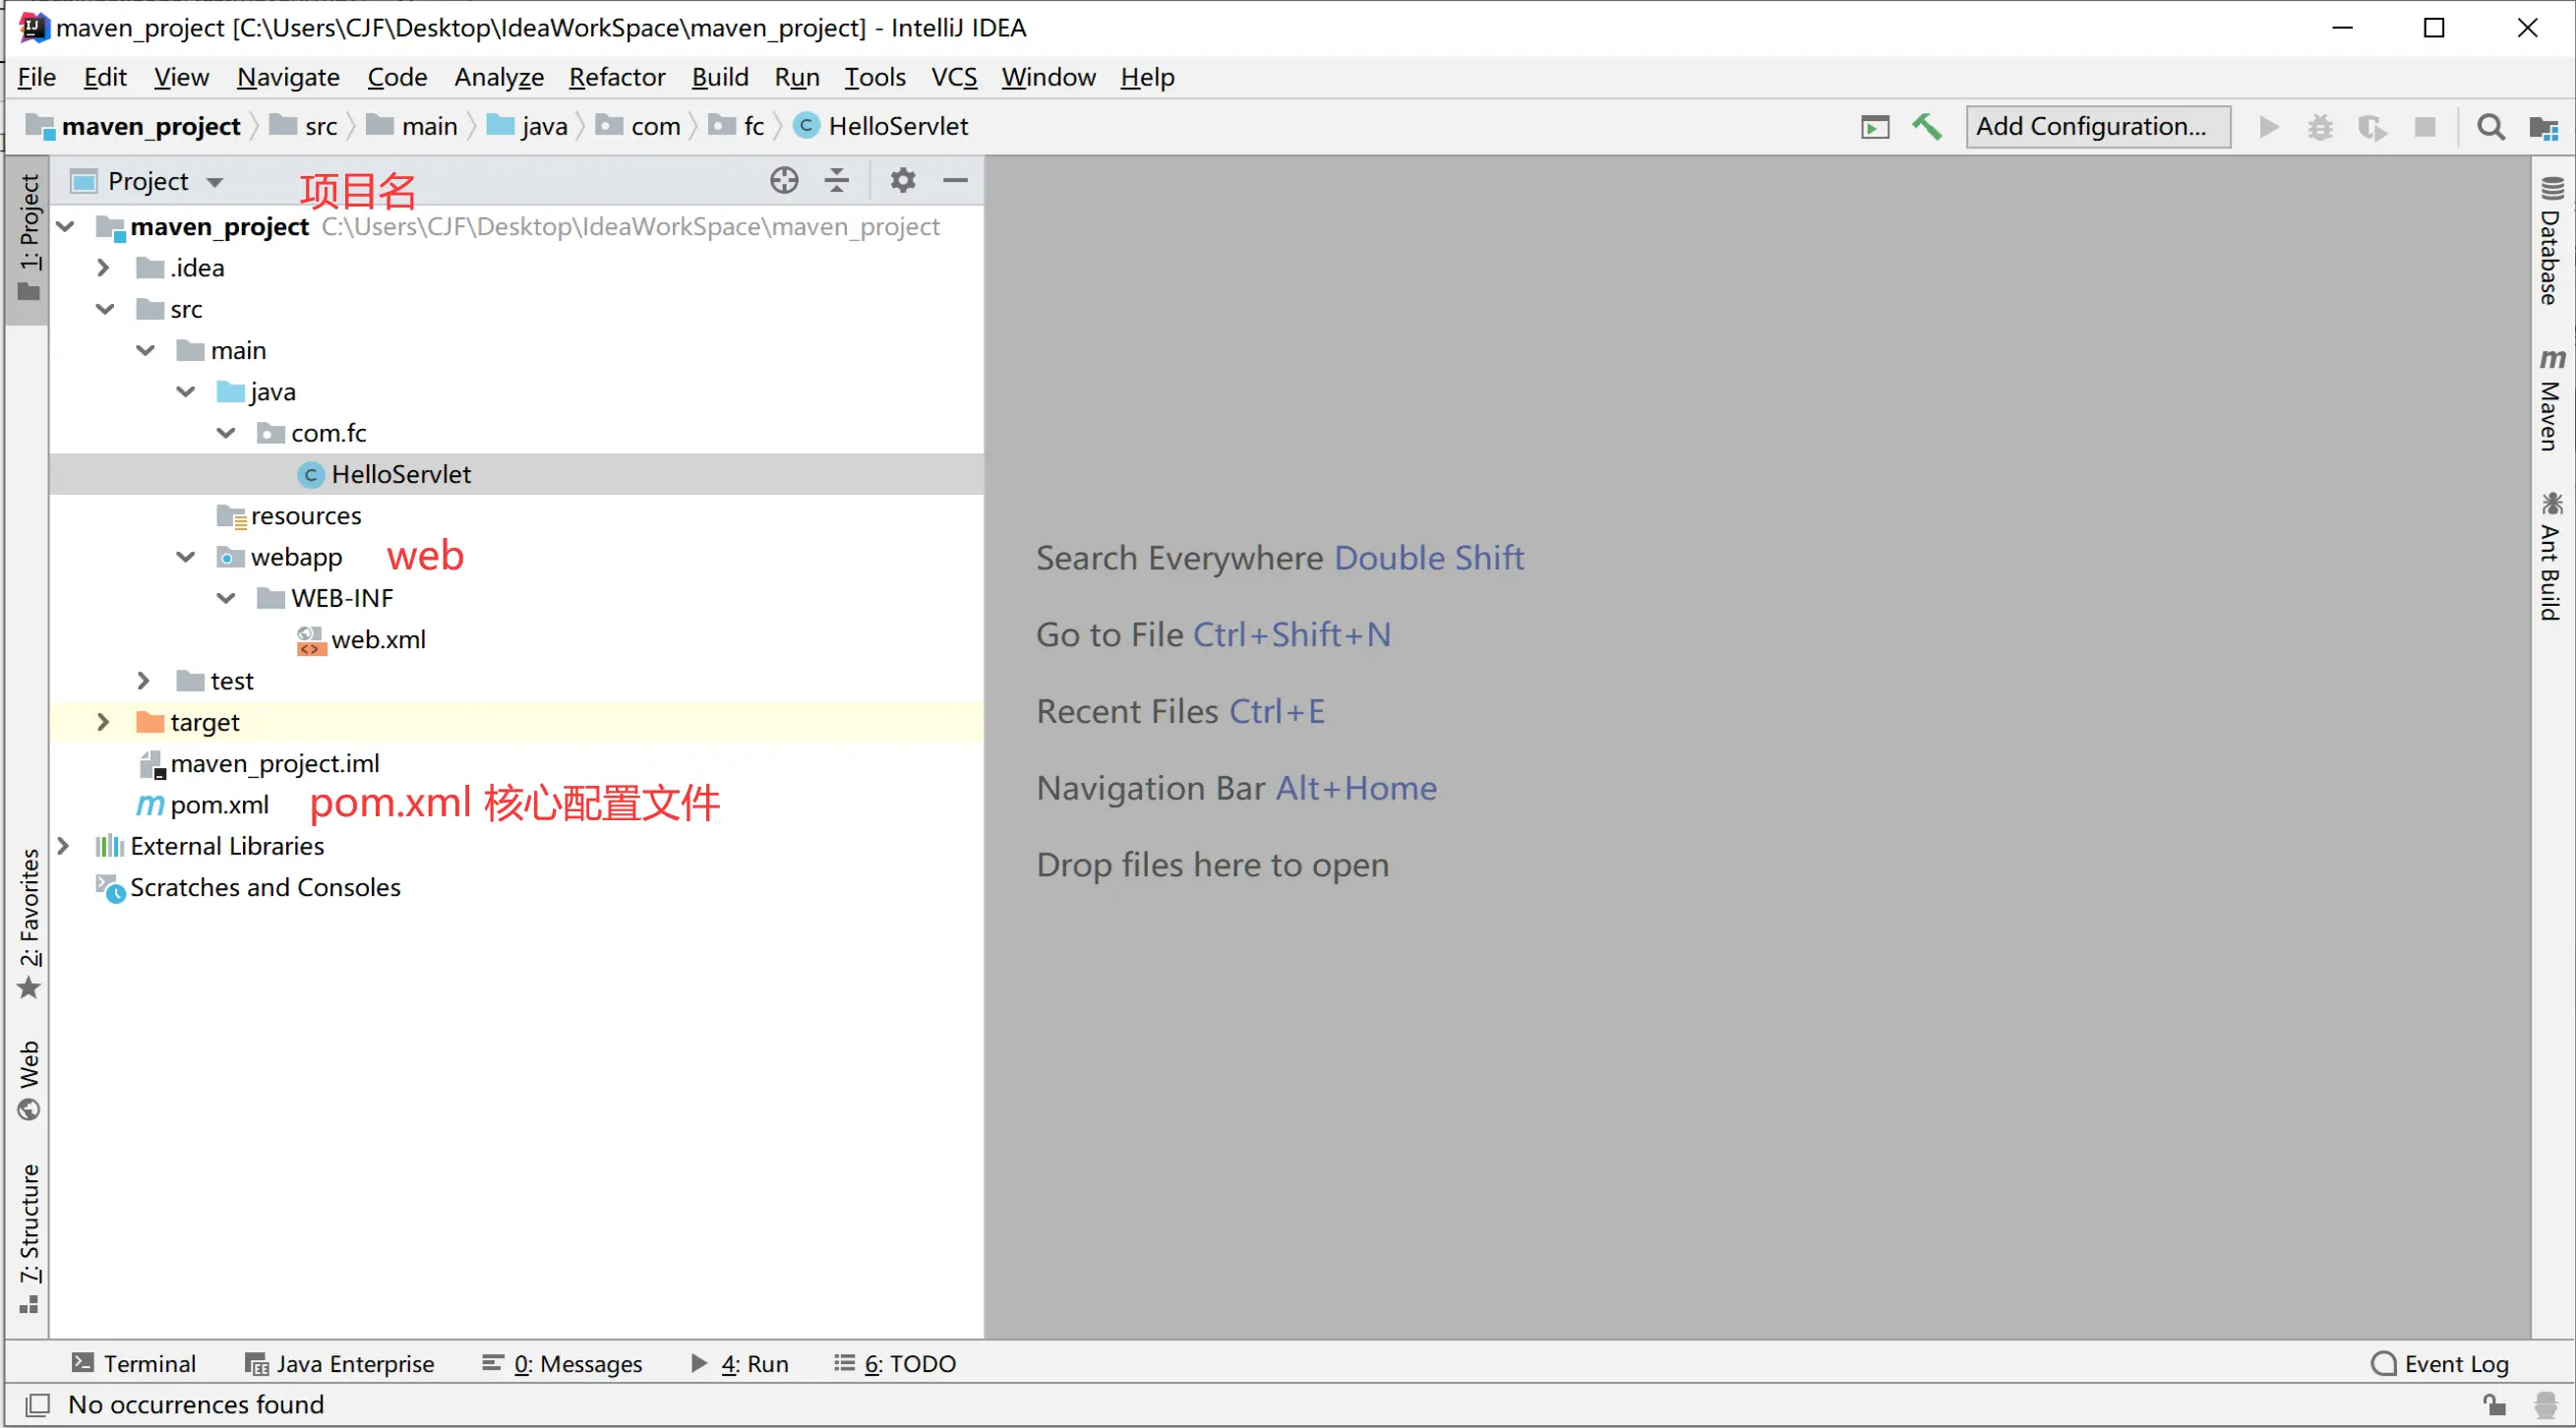 maven_project [C:\Users\CJF\Desktop\IdeaWorkSpace\maven_project] - IntelliJ IDEA
File Edit View Navigate Code Analyze Refactor Build Run Tools VCS Window Help
maven_project src main java com fc HelloServlet Add Configuration...
1: Project
Project 项目名
maven_project C:\Users\CJF\Desktop\IdeaWorkSpace\maven_project
.idea
src
main
java
com.fc
HelloServlet
resources
webapp web
WEB-INF
web.xml
test
target
maven_project.iml
pom.xml pom.xml 核心配置文件
External Libraries
Scratches and Consoles
2: Favorites
Web
7: Structure
Search Everywhere Double Shift
Go to File Ctrl+Shift+N
Recent Files Ctrl+E
Navigation Bar Alt+Home
Drop files here to open
Database
Maven
Ant Build
Terminal Java Enterprise 0: Messages 4: Run 6: TODO Event Log
No occurrences found